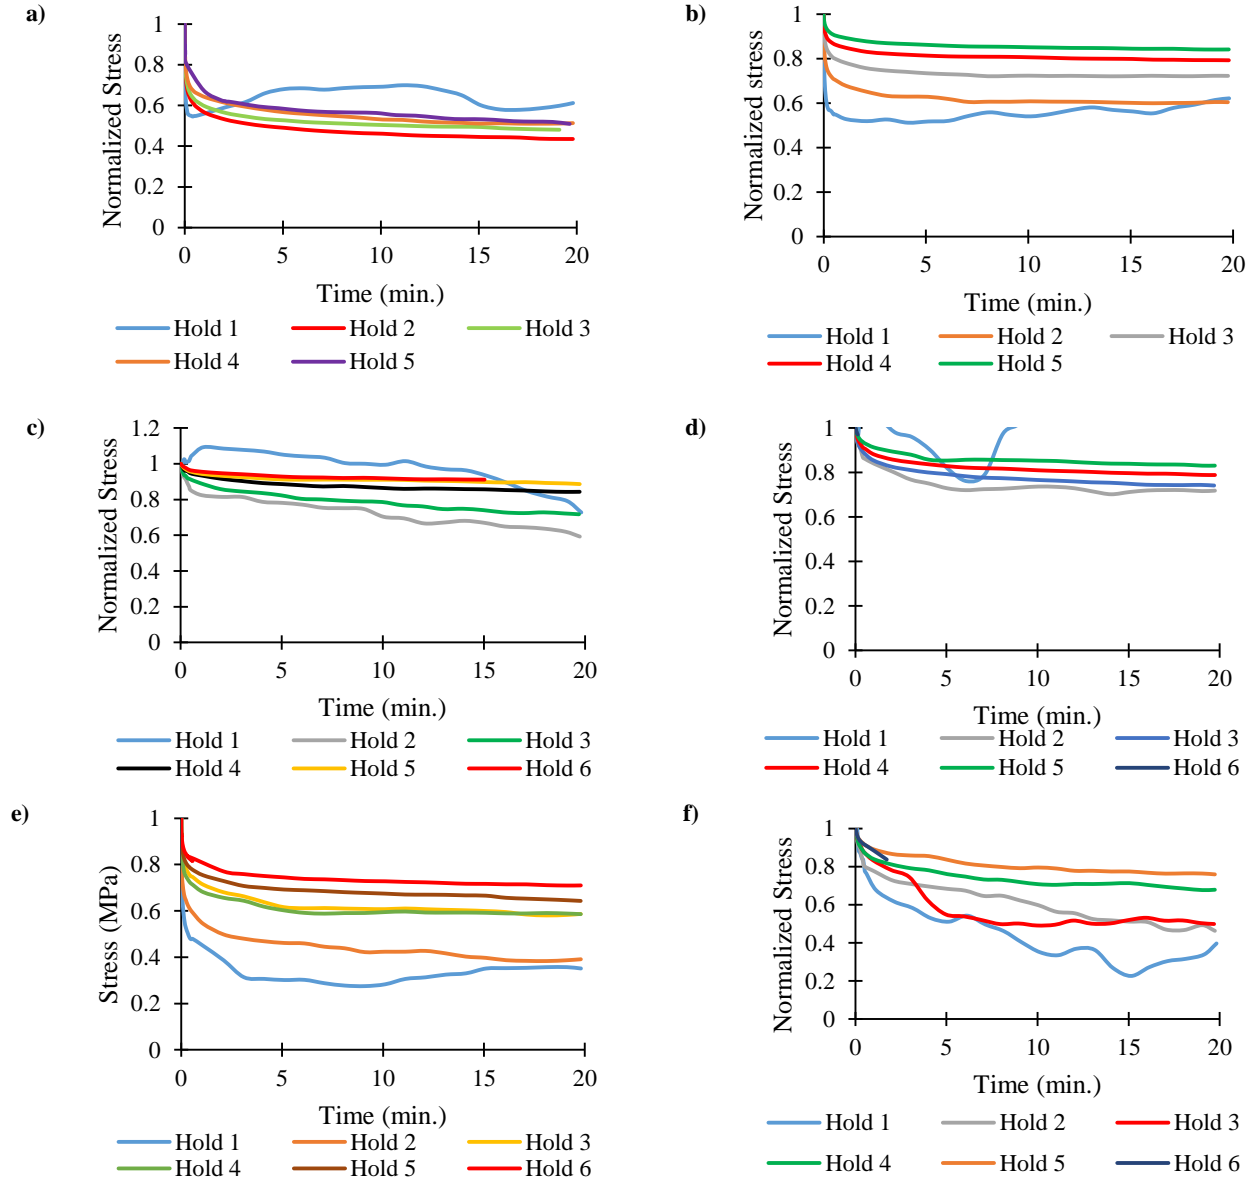 a)
Normalized Stress
1
0.8
0.6
0.4
0.2
0
0 5 10 15 20
Time (min.)
Hold 1 Hold 2 Hold 3
Hold 4 Hold 5
b)
Normalized stress
1
0.8
0.6
0.4
0.2
0
0 5 10 15 20
Time (min.)
Hold 1 Hold 2 Hold 3
Hold 4 Hold 5
c)
Normalized Stress
1.2
1
0.8
0.6
0.4
0.2
0
0 5 10 15 20
Time (min.)
Hold 1 Hold 2 Hold 3
Hold 4 Hold 5 Hold 6
d)
Normalized Stress
1
0.8
0.6
0.4
0.2
0
0 5 10 15 20
Time (min.)
Hold 1 Hold 2 Hold 3
Hold 4 Hold 5 Hold 6
e)
Stress (MPa)
1
0.8
0.6
0.4
0.2
0
0 5 10 15 20
Time (min.)
Hold 1 Hold 2 Hold 3
Hold 4 Hold 5 Hold 6
f)
Normalized Stress
1
0.8
0.6
0.4
0.2
0
0 5 10 15 20
Time (min.)
Hold 1 Hold 2 Hold 3
Hold 4 Hold 5 Hold 6